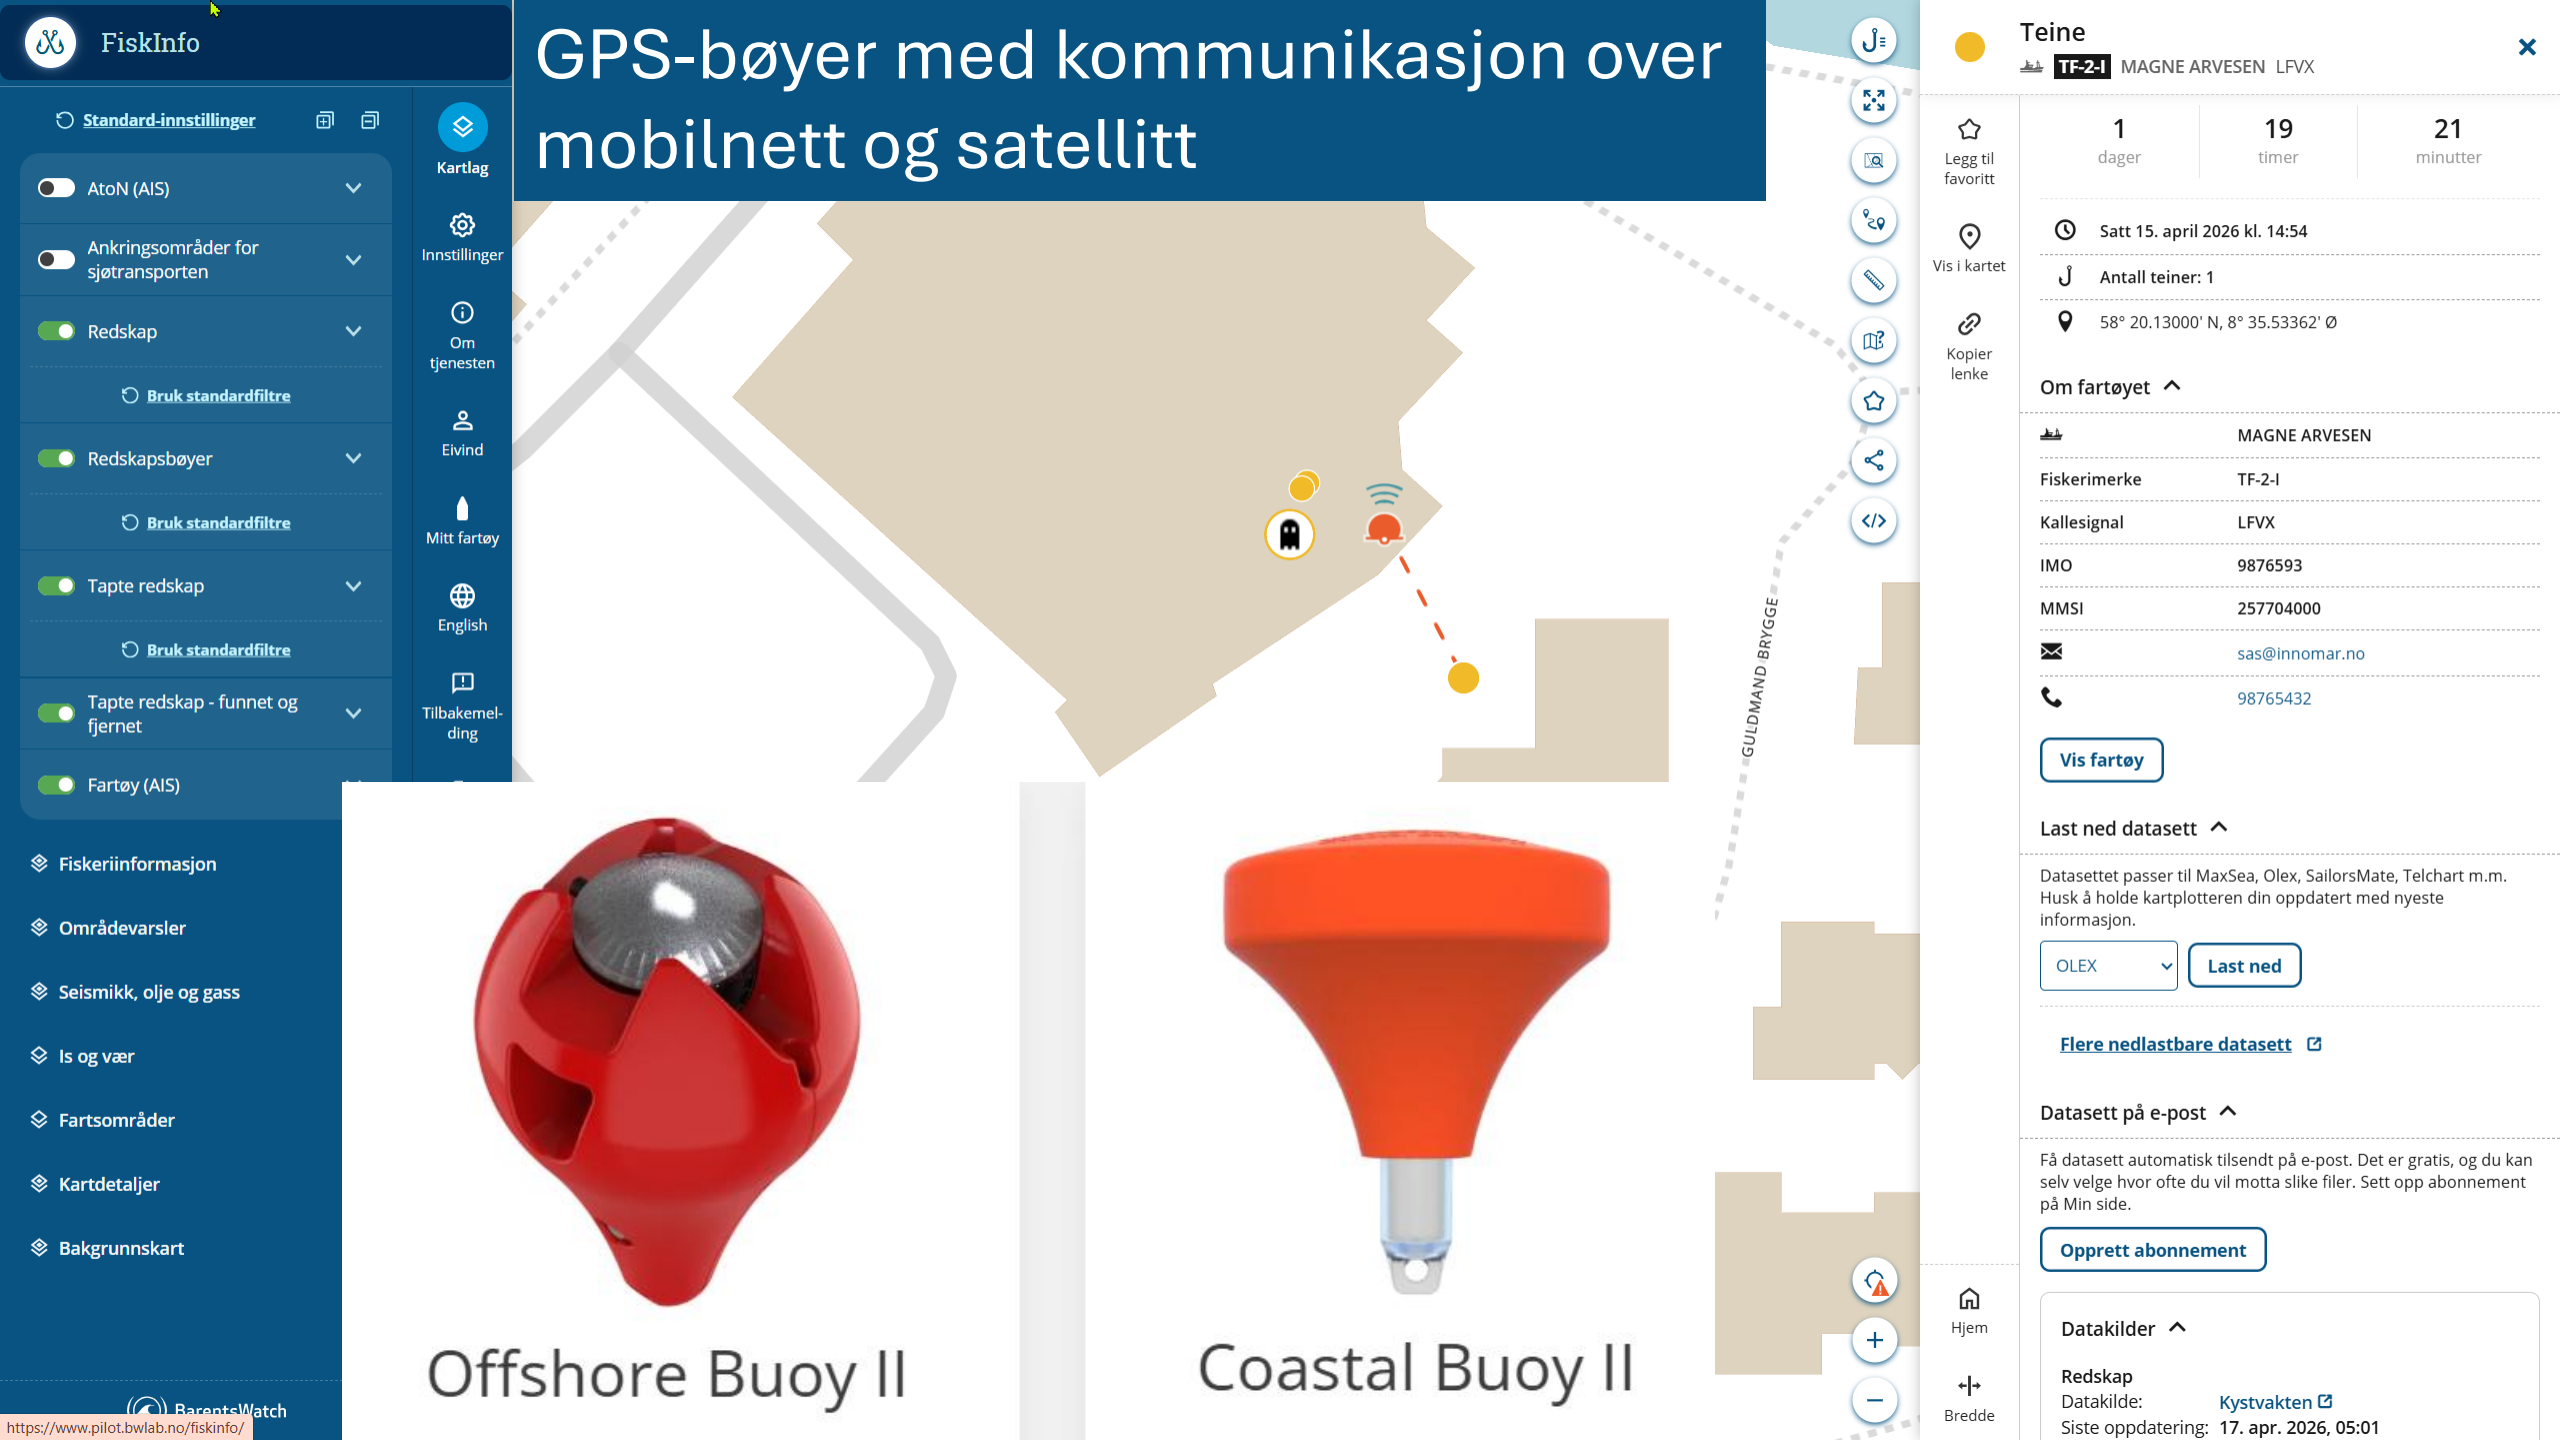 FiskInfo
Standard-innstillinger
AtoN (AIS)
Ankringsområder for
sjøtransporten
Redskap
Bruk standardfiltre
Redskapsbøyer
Bruk standardfiltre
Tapte redskap
Bruk standardfiltre
Tapte redskap - funnet og
fjernet
Fartøy (AIS)
Fiskeriinformasjon
Områdevarsler
Seismikk, olje og gass
Is og vær
Fartsområder
Kartdetaljer
Bakgrunnskart
BarentsWatch
https://www.pilot.bwlab.no/fiskinfo/
Kartlag
Innstillinger
Om
tjenesten
Eivind
Mitt fartøy
English
Tilbakemel-
ding
GPS-bøyer med kommunikasjon over
mobilnett og satellitt
GULDMAND BRYGGE
Offshore Buoy II
Coastal Buoy II
Teine
TF-2-I MAGNE ARVESEN LFVX
Legg til
favoritt
Vis i kartet
Kopier
lenke
Hjem
Bredde
1 19 21
dager timer minutter
Satt 15. april 2026 kl. 14:54
Antall teiner: 1
58° 20.13000' N, 8° 35.53362' Ø
Om fartøyet
MAGNE ARVESEN
Fiskerimerke TF-2-I
Kallesignal LFVX
IMO 9876593
MMSI 257704000
sas@innomar.no
98765432
Vis fartøy
Last ned datasett
Datasettet passer til MaxSea, Olex, SailorsMate, Telchart m.m.
Husk å holde kartplotteren din oppdatert med nyeste
informasjon.
OLEX Last ned
Flere nedlastbare datasett
Datasett på e-post
Få datasett automatisk tilsendt på e-post. Det er gratis, og du kan
selv velge hvor ofte du vil motta slike filer. Sett opp abonnement
på Min side.
Opprett abonnement
Datakilder
Redskap
Datakilde: Kystvakten
Siste oppdatering: 17. apr. 2026, 05:01